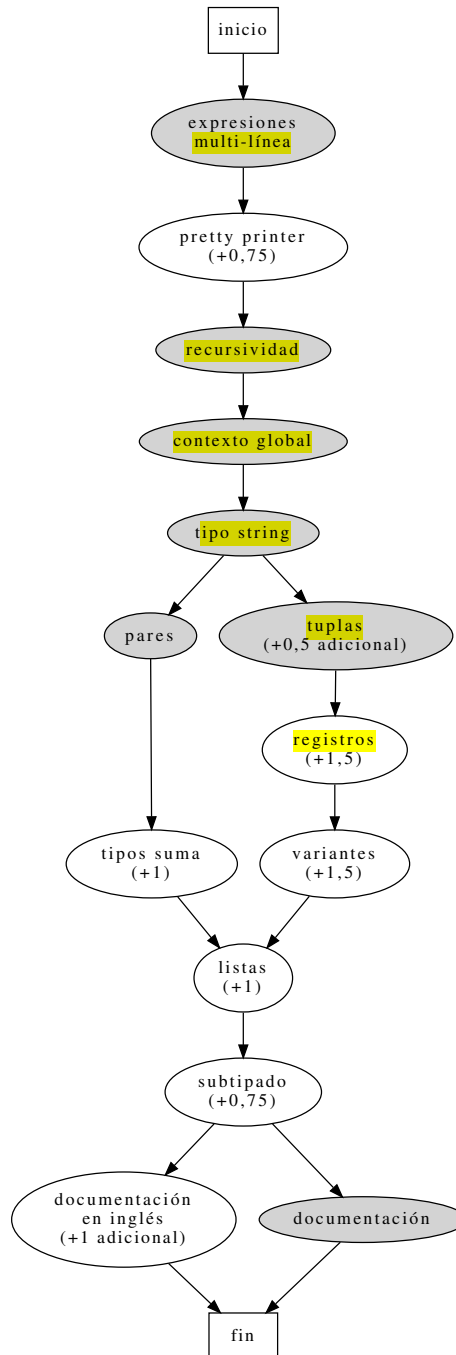 inicio
expresiones
multi-línea
pretty printer
(+0,75)
recursividad
contexto global
tipo string
pares
tuplas
(+0,5 adicional)
registros
(+1,5)
tipos suma
(+1)
variantes
(+1,5)
listas
(+1)
subtipado
(+0,75)
documentación
en inglés
(+1 adicional)
documentación
fin